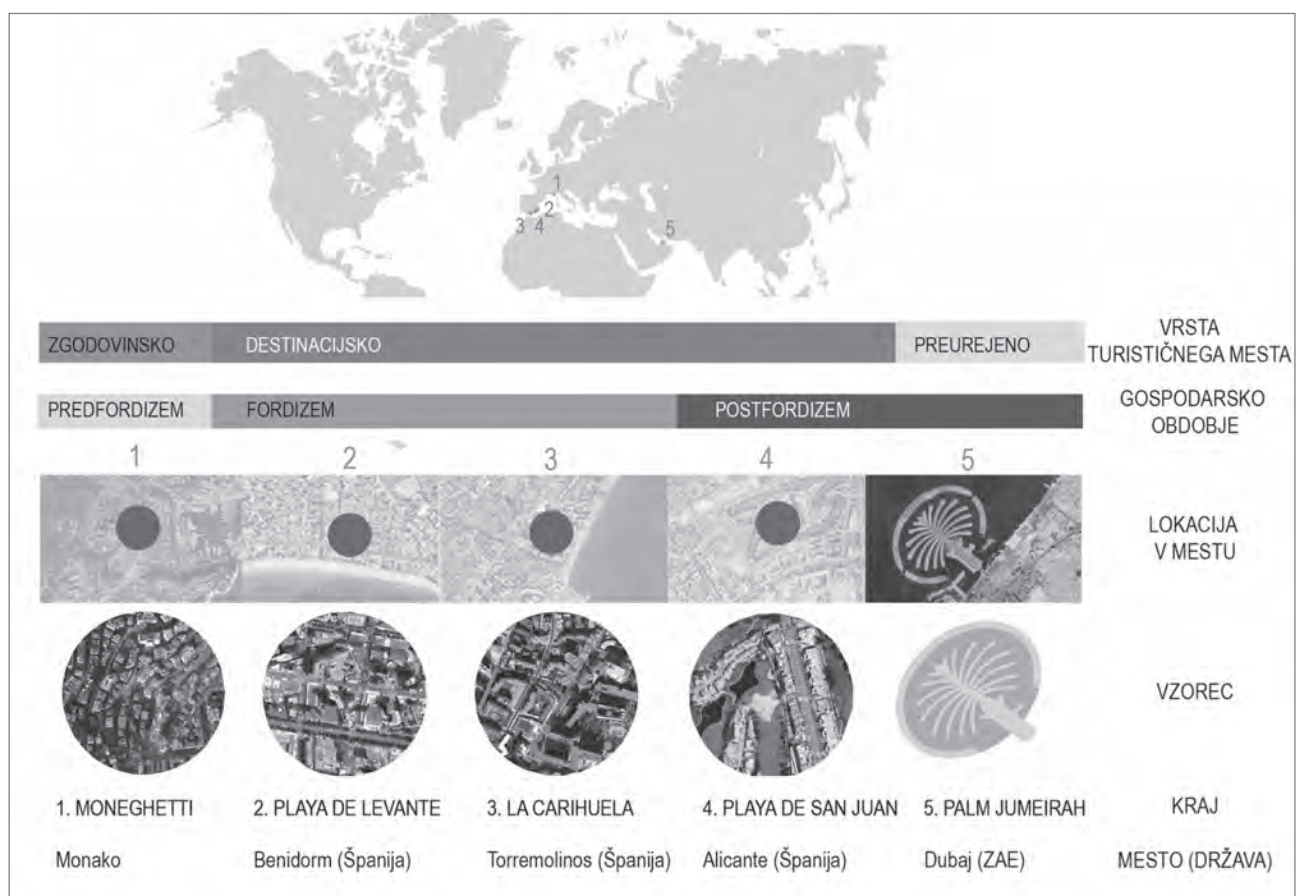 1
2
3 4
5
ZGODOVINSKO DESTINACIJSKO PREUREJENO VRSTA
TURISTIČNEGA MESTA
PREDFORDIZEM FORDIZEM POSTFORDIZEM GOSPODARSKO
OBDOBJE
1 2 3 4 5
LOKACIJA
V MESTU
VZOREC
1. MONEGHETTI 2. PLAYA DE LEVANTE 3. LA CARIHUELA 4. PLAYA DE SAN JUAN 5. PALM JUMEIRAH KRAJ
Monako Benidorm (Španija) Torremolinos (Španija) Alicante (Španija) Dubaj (ZAE) MESTO (DRŽAVA)